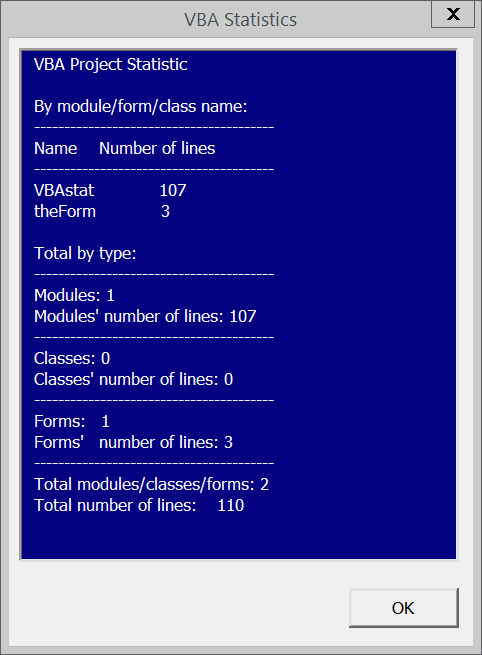 VBA Statistics
X
VBA Project Statistic
By module/form/class name:
----------------------------------------
Name Number of lines
----------------------------------------
VBAstat 107
theForm 3
Total by type:
----------------------------------------
Modules: 1
Modules' number of lines: 107
----------------------------------------
Classes: 0
Classes' number of lines: 0
----------------------------------------
Forms: 1
Forms' number of lines: 3
----------------------------------------
Total modules/classes/forms: 2
Total number of lines: 110
OK